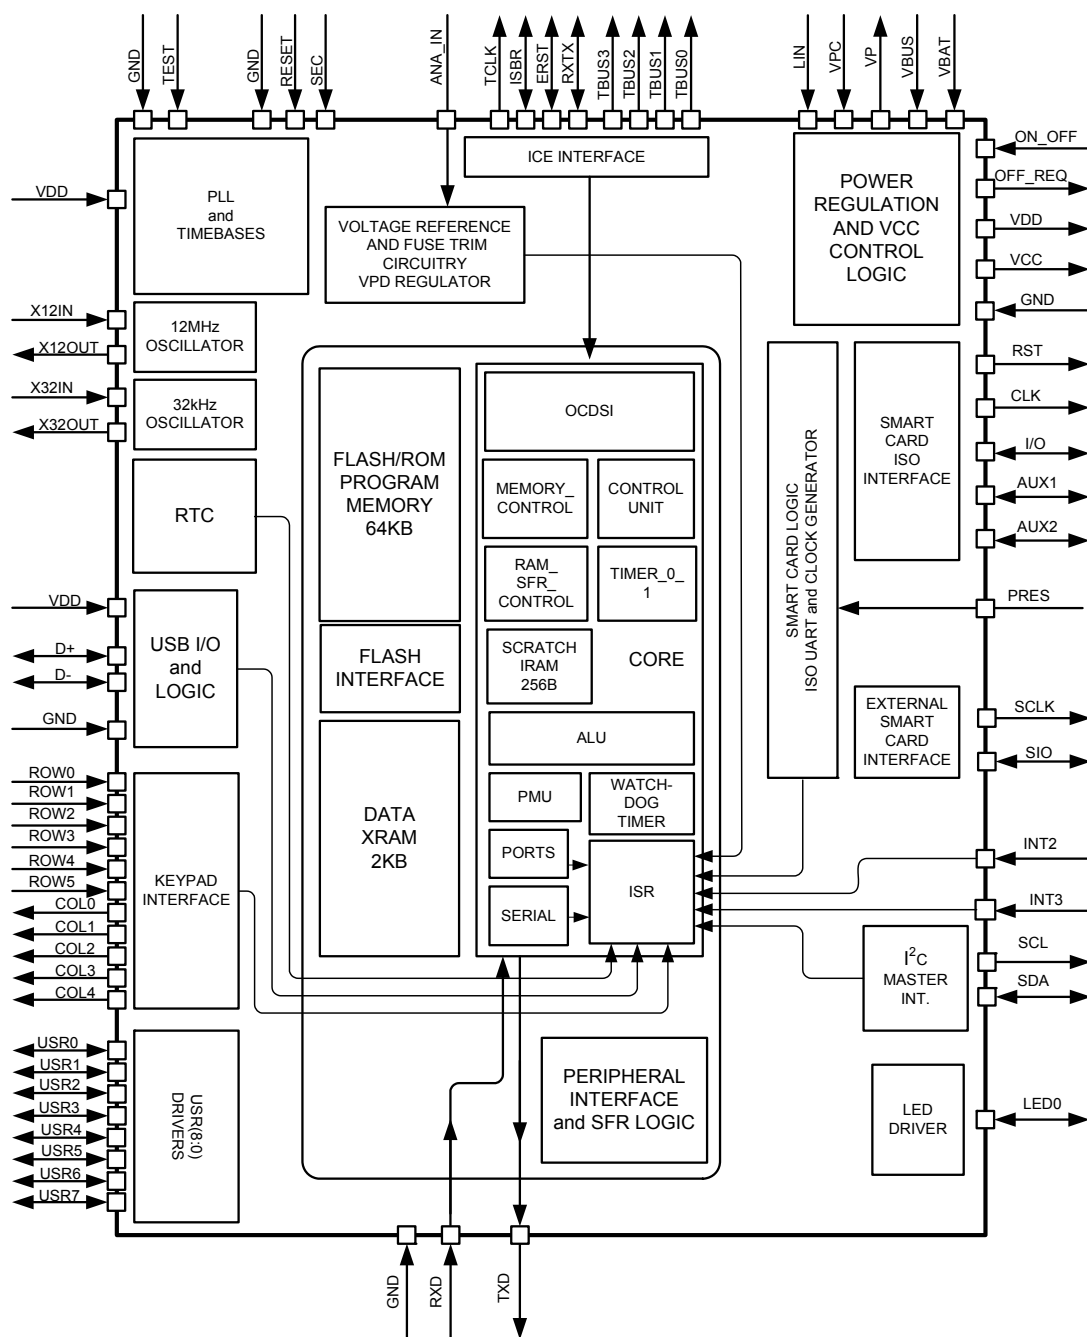 GND
TEST
GND
RESET
SEC
ANA_IN
TCLK
ISBR
ERST
RXTX
TBUS3
TBUS2
TBUS1
TBUS0
LIN
VPC
VP
VBUS
VBAT
ICE INTERFACE
PLL
and
TIMEBASES
VDD
VOLTAGE REFERENCE
AND FUSE TRIM
CIRCUITRY
VPD REGULATOR
POWER
REGULATION
AND VCC
CONTROL
LOGIC
ON_OFF
OFF_REQ
VDD
VCC
GND
X12IN
X12OUT
12MHz
OSCILLATOR
X32IN
X32OUT
32kHz
OSCILLATOR
RTC
FLASH/ROM
PROGRAM
MEMORY
64KB
FLASH
INTERFACE
DATA
XRAM
2KB
OCDSI
MEMORY_
CONTROL
CONTROL
UNIT
RAM_
SFR_
CONTROL
TIMER_0_
1
SCRATCH
IRAM
256B
CORE
ALU
PMU
WATCH-
DOG
TIMER
PORTS
SERIAL
ISR
SMART CARD LOGIC
ISO UART and CLOCK GENERATOR
SMART
CARD
ISO
INTERFACE
RST
CLK
I/O
AUX1
AUX2
PRES
EXTERNAL
SMART
CARD
INTERFACE
SCLK
SIO
INT2
INT3
I2C
MASTER
INT.
SCL
SDA
LED
DRIVER
LED0
VDD
D+
D-
GND
USB I/O
and
LOGIC
ROW0
ROW1
ROW2
ROW3
ROW4
ROW5
COL0
COL1
COL2
COL3
COL4
KEYPAD
INTERFACE
USR0
USR1
USR2
USR3
USR4
USR5
USR6
USR7
USR(8:0)
DRIVERS
PERIPHERAL
INTERFACE
and SFR LOGIC
GND
RXD
TXD